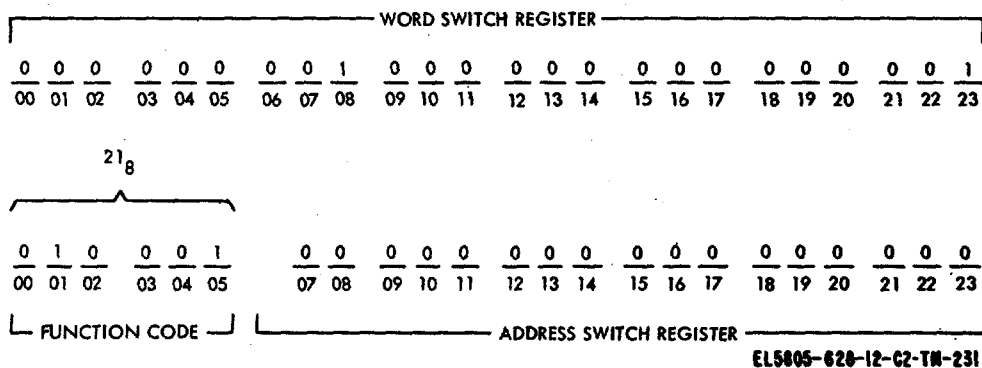 WORD SWITCH REGISTER
0 0 0 0 0 0 0 0 1 0 0 0 0 0 0 0 0 0 0 0 0 0 0 1
00 01 02 03 04 05 06 07 08 09 10 11 12 13 14 15 16 17 18 19 20 21 22 23
21₈
0 1 0 0 0 1 0 0 0 0 0 0 0 0 0 0 0 0 0 0 0 0 0
00 01 02 03 04 05 07 08 09 10 11 12 13 14 15 16 17 18 19 20 21 22 23
FUNCTION CODE ADDRESS SWITCH REGISTER
EL5805-628-12-C2-TM-231